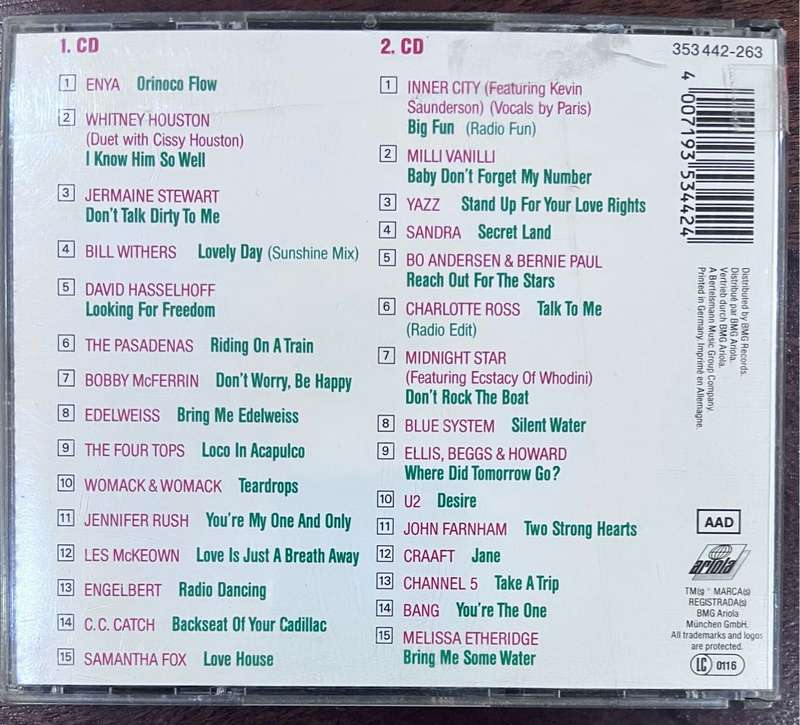 1. CD
1 ENYA Orinoco Flow
2 WHITNEY HOUSTON
(Duet with Cissy Houston)
I Know Him So Well
3 JERMAINE STEWART
Don't Talk Dirty To Me
4 BILL WITHERS Lovely Day (Sunshine Mix)
5 DAVID HASSELHOFF
Looking For Freedom
6 THE PASADENAS Riding On A Train
7 BOBBY McFERRIN Don't Worry, Be Happy
8 EDELWEISS Bring Me Edelweiss
9 THE FOUR TOPS Loco In Acapulco
10 WOMACK & WOMACK Teardrops
11 JENNIFER RUSH You're My One And Only
12 LES McKEOWN Love Is Just A Breath Away
13 ENGELBERT Radio Dancing
14 C.C. CATCH Backseat Of Your Cadillac
15 SAMANTHA FOX Love House
2. CD
1 INNER CITY (Featuring Kevin
Saunderson) (Vocals by Paris)
Big Fun (Radio Fun)
2 MILLI VANILLI
Baby Don't Forget My Number
3 YAZZ Stand Up For Your Love Rights
4 SANDRA Secret Land
5 BO ANDERSEN & BERNIE PAUL
Reach Out For The Stars
6 CHARLOTTE ROSS Talk To Me
(Radio Edit)
7 MIDNIGHT STAR
(Featuring Ecstacy Of Whodini)
Don't Rock The Boat
8 BLUE SYSTEM Silent Water
9 ELLIS, BEGGS & HOWARD
Where Did Tomorrow Go?
10 U2 Desire
11 JOHN FARNHAM Two Strong Hearts
12 CRAAFT Jane
13 CHANNEL 5 Take A Trip
14 BANG You're The One
15 MELISSA ETHERIDGE
Bring Me Some Water
353 442-263
4 007193 534424
Distributed by BMG Records.
Distribué par BMG Ariola.
Vertrieb durch BMG Ariola.
A Bertelsmann Music Group Company.
Printed in Germany. Imprimé en Allemagne.
AAD
ariola
TM(s) ® MARCA(s)
REGISTRADA(s)
BMG Ariola
München GmbH.
All trademarks and logos
are protected.
LC 0116